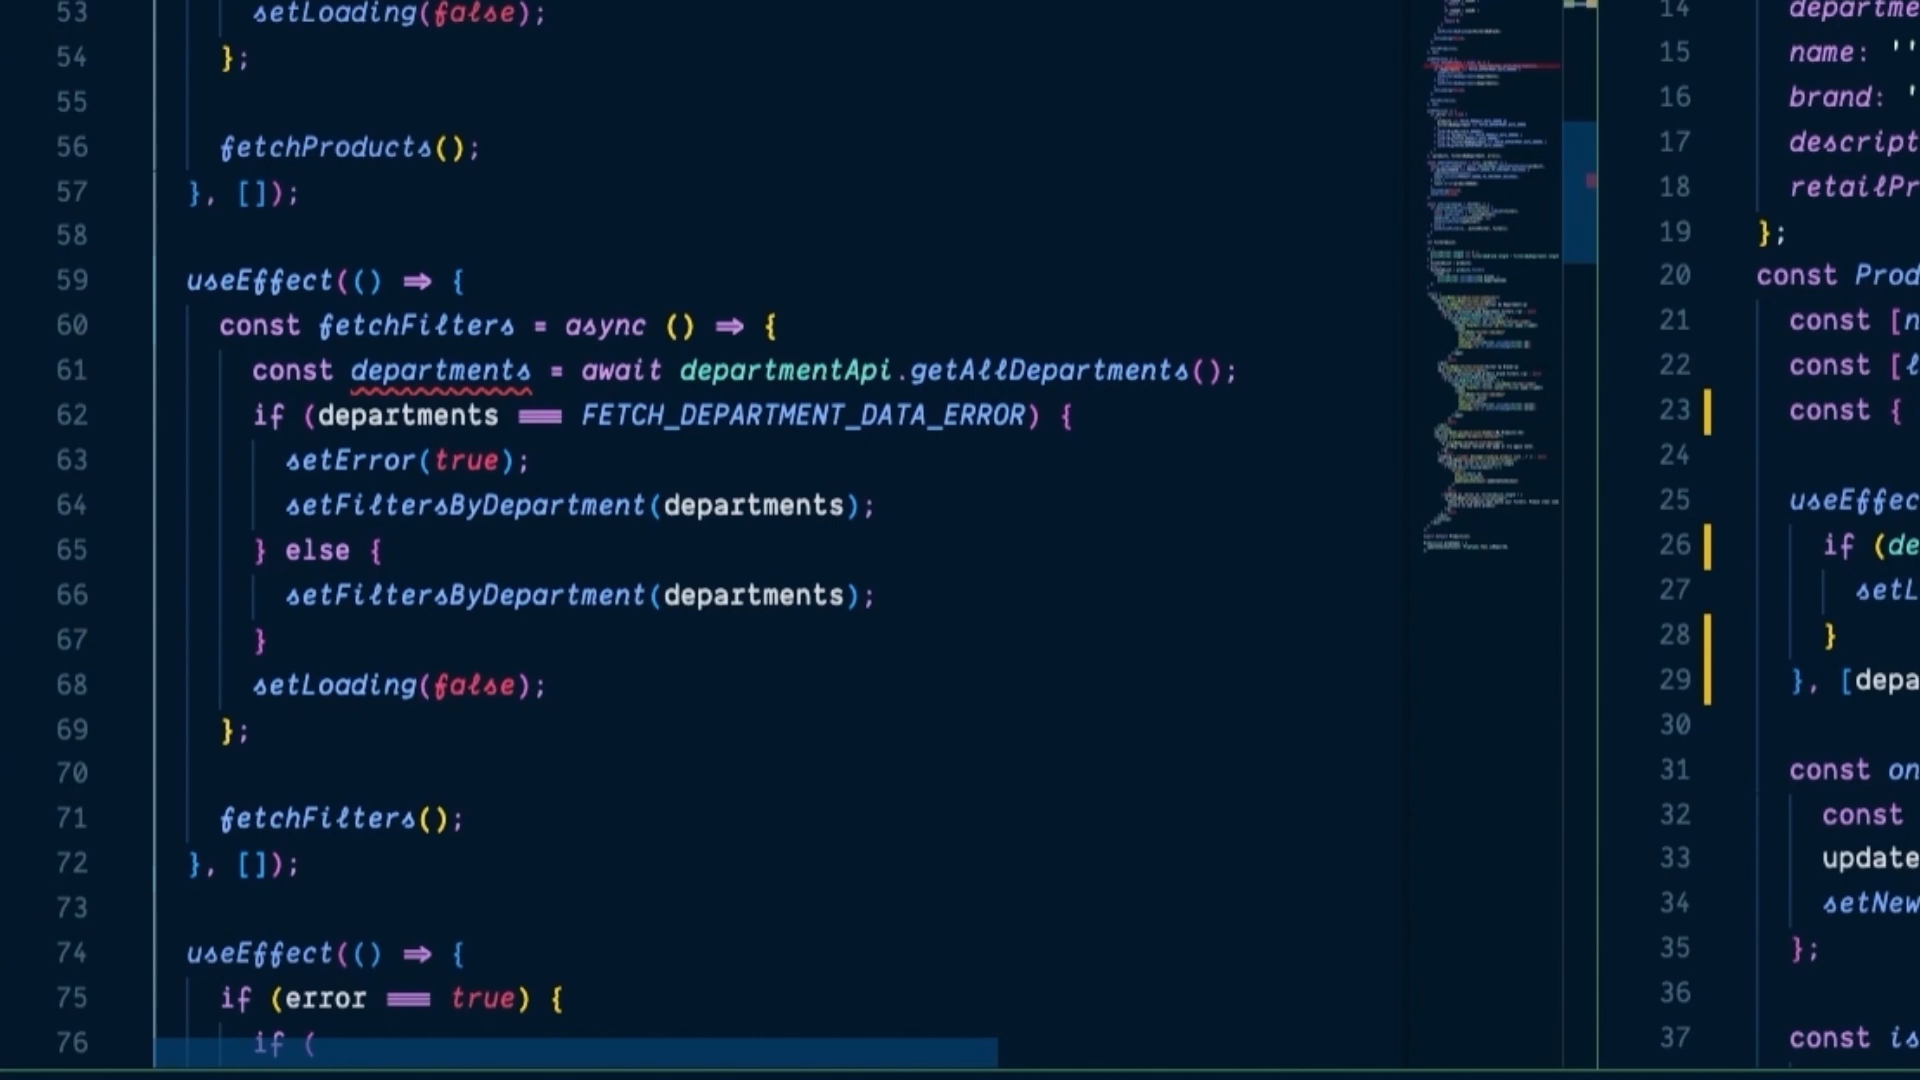 53 setLoading(false);
54 };
55
56 fetchProducts();
57 }, []);
58
59 useEffect(() => {
60 const fetchFilters = async () => {
61 const departments = await departmentApi.getAllDepartments();
62 if (departments === FETCH_DEPARTMENT_DATA_ERROR) {
63 setError(true);
64 setFiltersByDepartment(departments);
65 } else {
66 setFiltersByDepartment(departments);
67 }
68 setLoading(false);
69 };
70
71 fetchFilters();
72 }, []);
73
74 useEffect(() => {
75 if (error === true) {
76 if (
14 departme
15 name: ''
16 brand: '
17 descript
18 retailPr
19 };
20 const Prod
21 const [n
22 const [l
23 const {
24
25 useEffec
26 if (de
27 setL
28 }
29 }, [depa
30
31 const on
32 const
33 update
34 setNew
35 };
36
37 const is